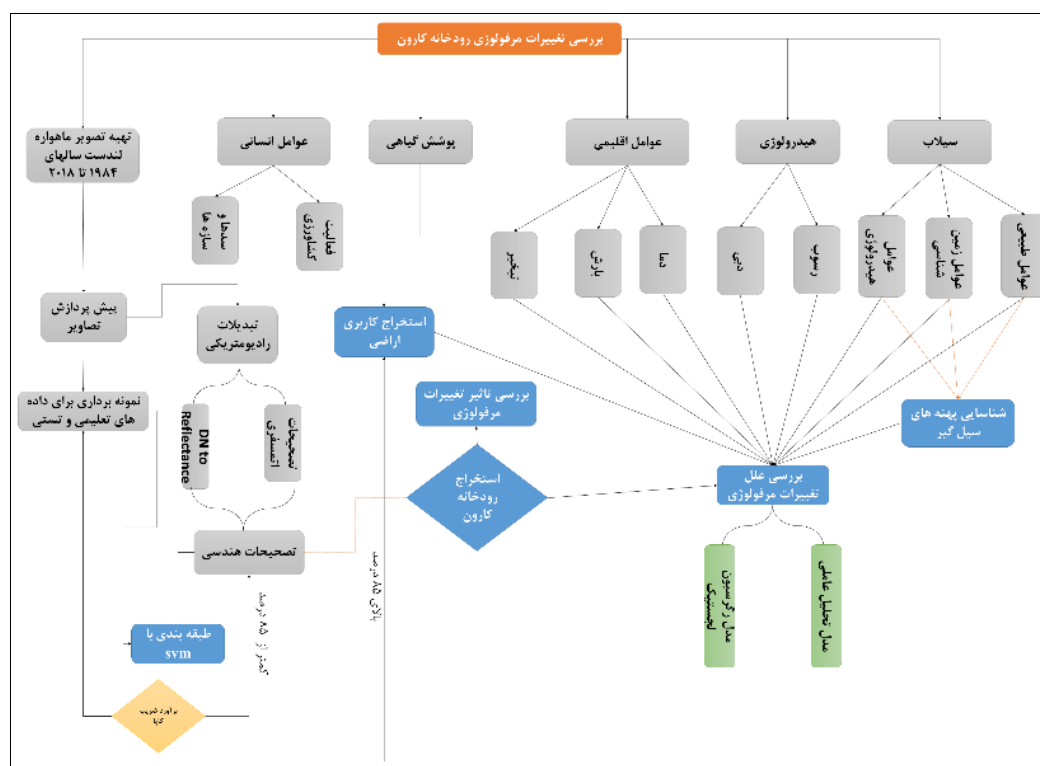 بررسی تغییرات مرفولوژی رودخانه کارون
سیلاب
هیدرولوژی
عوامل اقلیمی
پوشش گیاهی
عوامل انسانی
تهیه تصویر ماهواره
لندست سالهای
۱۹۸۴ تا ۲۰۱۸
عوامل طبیعی
عوامل زمین
شناسی
عوامل
هیدرولوژی
رسوب
دبی
دما
بارش
تبخیر
فعالیت
کشاورزی
سدها و
سازه ها
پیش پردازش
تصاویر
تبدیلات
رادیومتریکی
استخراج کاربری
اراضی
بررسی تاثیر تغییرات
مرفولوژی
شناسایی پهنه های
سیل گیر
نمونه برداری برای داده
های تعلیمی و تستی
تصحیحات
اتمسفری
DN to
Reflectance
استخراج
رودخانه
کارون
بررسی علل
تغییرات مرفولوژی
تصحیحات هندسی
بالای ۸۵ درصد
کمتر از ۸۵ درصد
مدل تحلیل عاملی
مدل رگرسیون
لجستیک
طبقه بندی با
svm
برآورد ضریب
کاپا